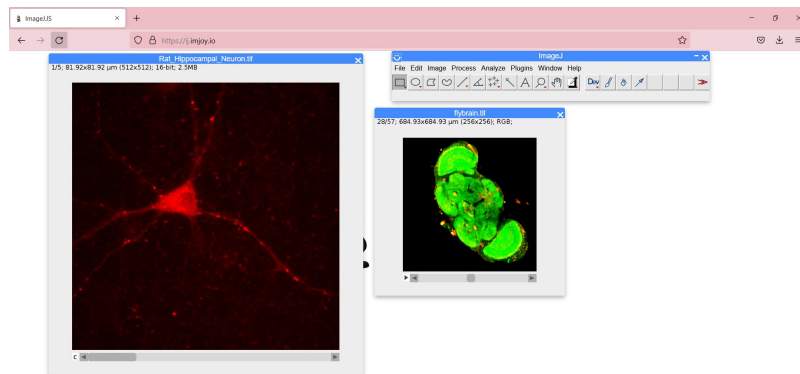 ImageJ.JS
https://ij.imjoy.io
Rat_Hippocampal_Neuron.tif
1/5; 81.92x81.92 µm (512x512); 16-bit; 2.5MB
c
ImageJ
File Edit Image Process Analyze Plugins Window Help
A Dev
flybrain.tif
28/57; 684.93x684.93 µm (256x256); RGB;